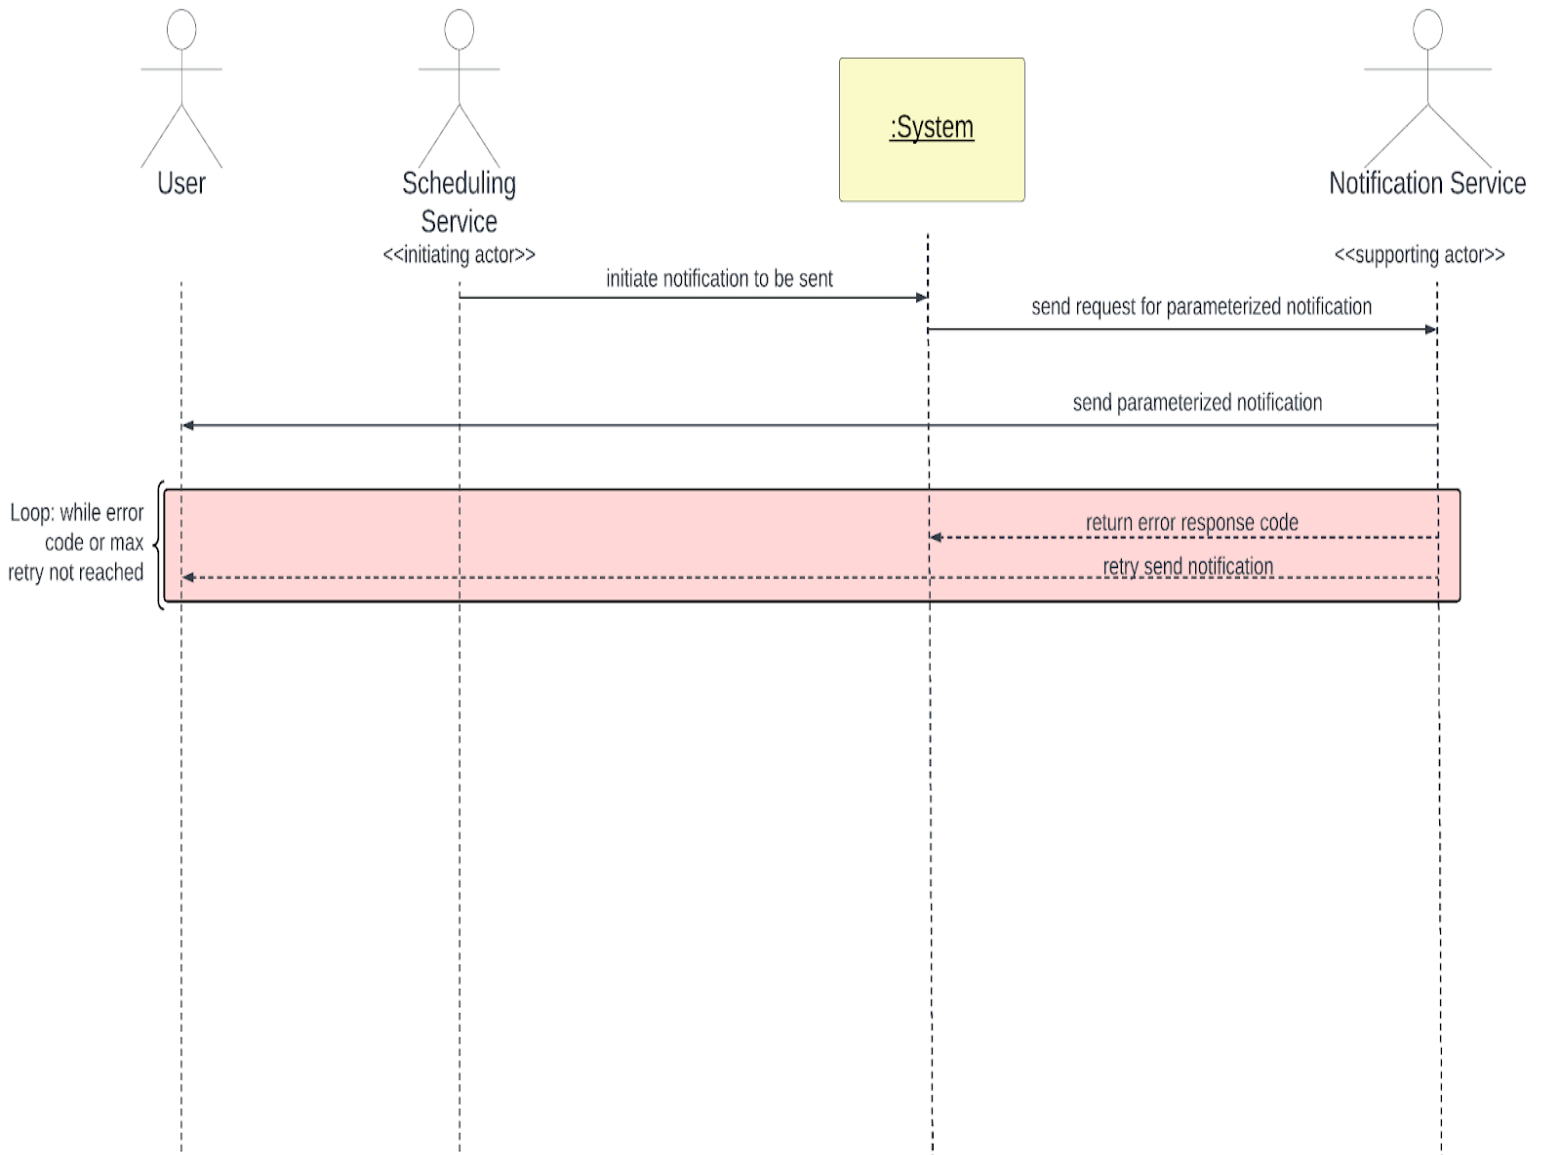 User
Scheduling
Service
<<initiating actor>>
:System
Notification Service
<<supporting actor>>
initiate notification to be sent
send request for parameterized notification
send parameterized notification
Loop: while error
code or max
retry not reached
return error response code
retry send notification